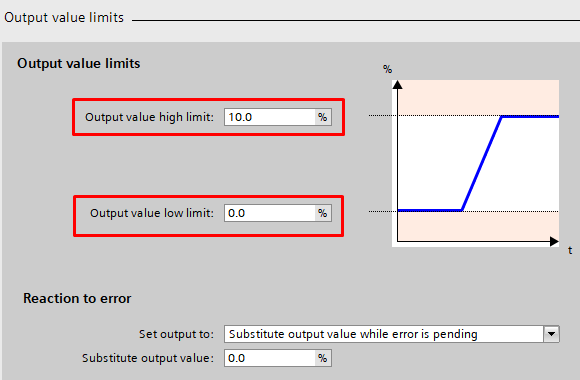 Output value limits
Output value limits
%
Output value high limit: 10.0 %
Output value low limit: 0.0 %
t
Reaction to error
Set output to: Substitute output value while error is pending
Substitute output value: 0.0 %